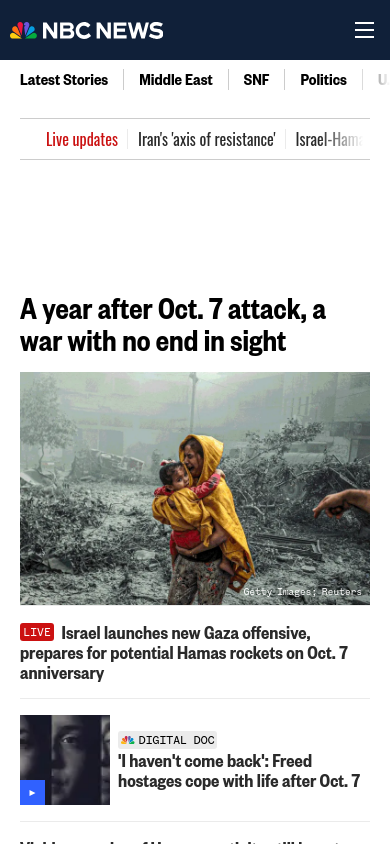 NBC NEWS
Latest Stories
Middle East
SNF
Politics
Live updates
Iran's 'axis of resistance'
Israel-Hamas
A year after Oct. 7 attack, a
war with no end in sight
Getty Images; Reuters
LIVE Israel launches new Gaza offensive,
prepares for potential Hamas rockets on Oct. 7
anniversary
DIGITAL DOC
'I haven't come back': Freed
hostages cope with life after Oct. 7